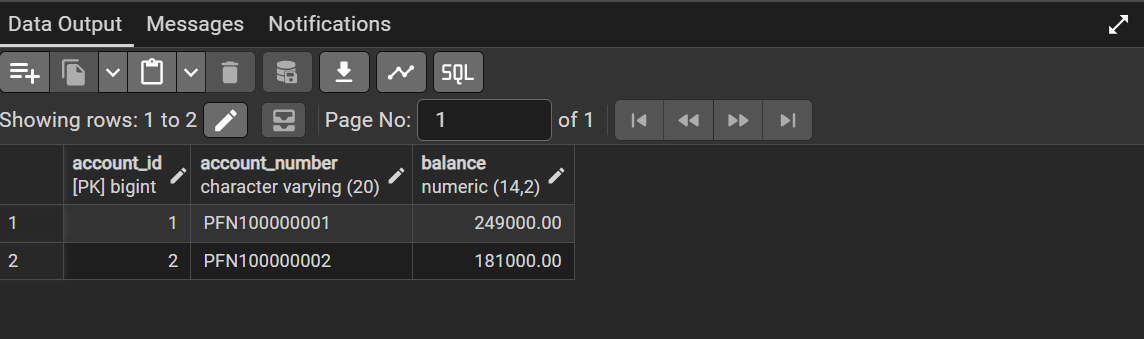 Data Output Messages Notifications
SQL
Showing rows: 1 to 2 Page No: 1 of 1
account_id account_number balance
[PK] bigint character varying (20) numeric (14,2)
1 1 PFN100000001 249000.00
2 2 PFN100000002 181000.00